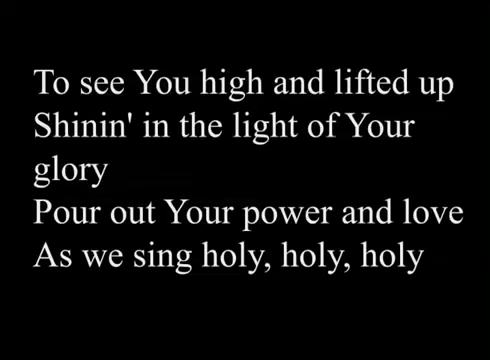 To see You high and lifted up
Shinin' in the light of Your
glory
Pour out Your power and love
As we sing holy, holy, holy